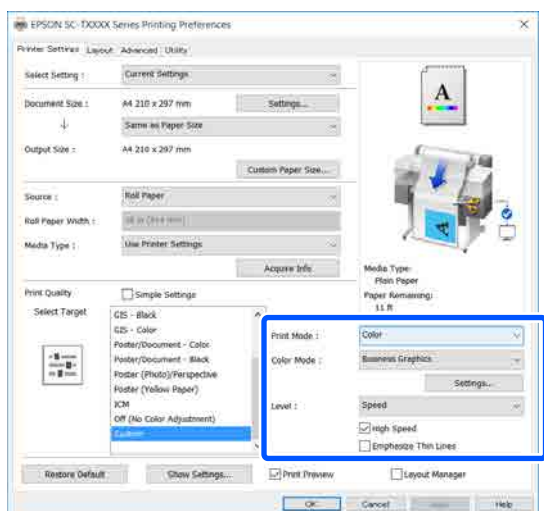 EPSON SC-TXXXX Series Printing Preferences
Printer Settings Layout Advanced Utility
Select Setting : Current Settings
Document Size : A4 210 x 297 mm Settings...
Same as Paper Size
Output Size : A4 210 x 297 mm
Custom Paper Size...
Source : Roll Paper
Roll Paper Width :
Media Type : Use Printer Settings
Acquire Info
A
Media Type:
Plain Paper
Paper Remaining:
11 ft
Print Quality Simple Settings
Select Target
GIS - Black
GIS - Color
Poster/Document - Color
Poster/Document - Black
Poster (Photo)/Perspective
Poster (Yellow Paper)
ICM
Off (No Color Adjustment)
Custom
Print Mode : Color
Color Mode : Business Graphics
Settings...
Level : Speed
High Speed
Emphasize Thin Lines
Restore Default Show Settings... Print Preview Layout Manager
OK Cancel Help